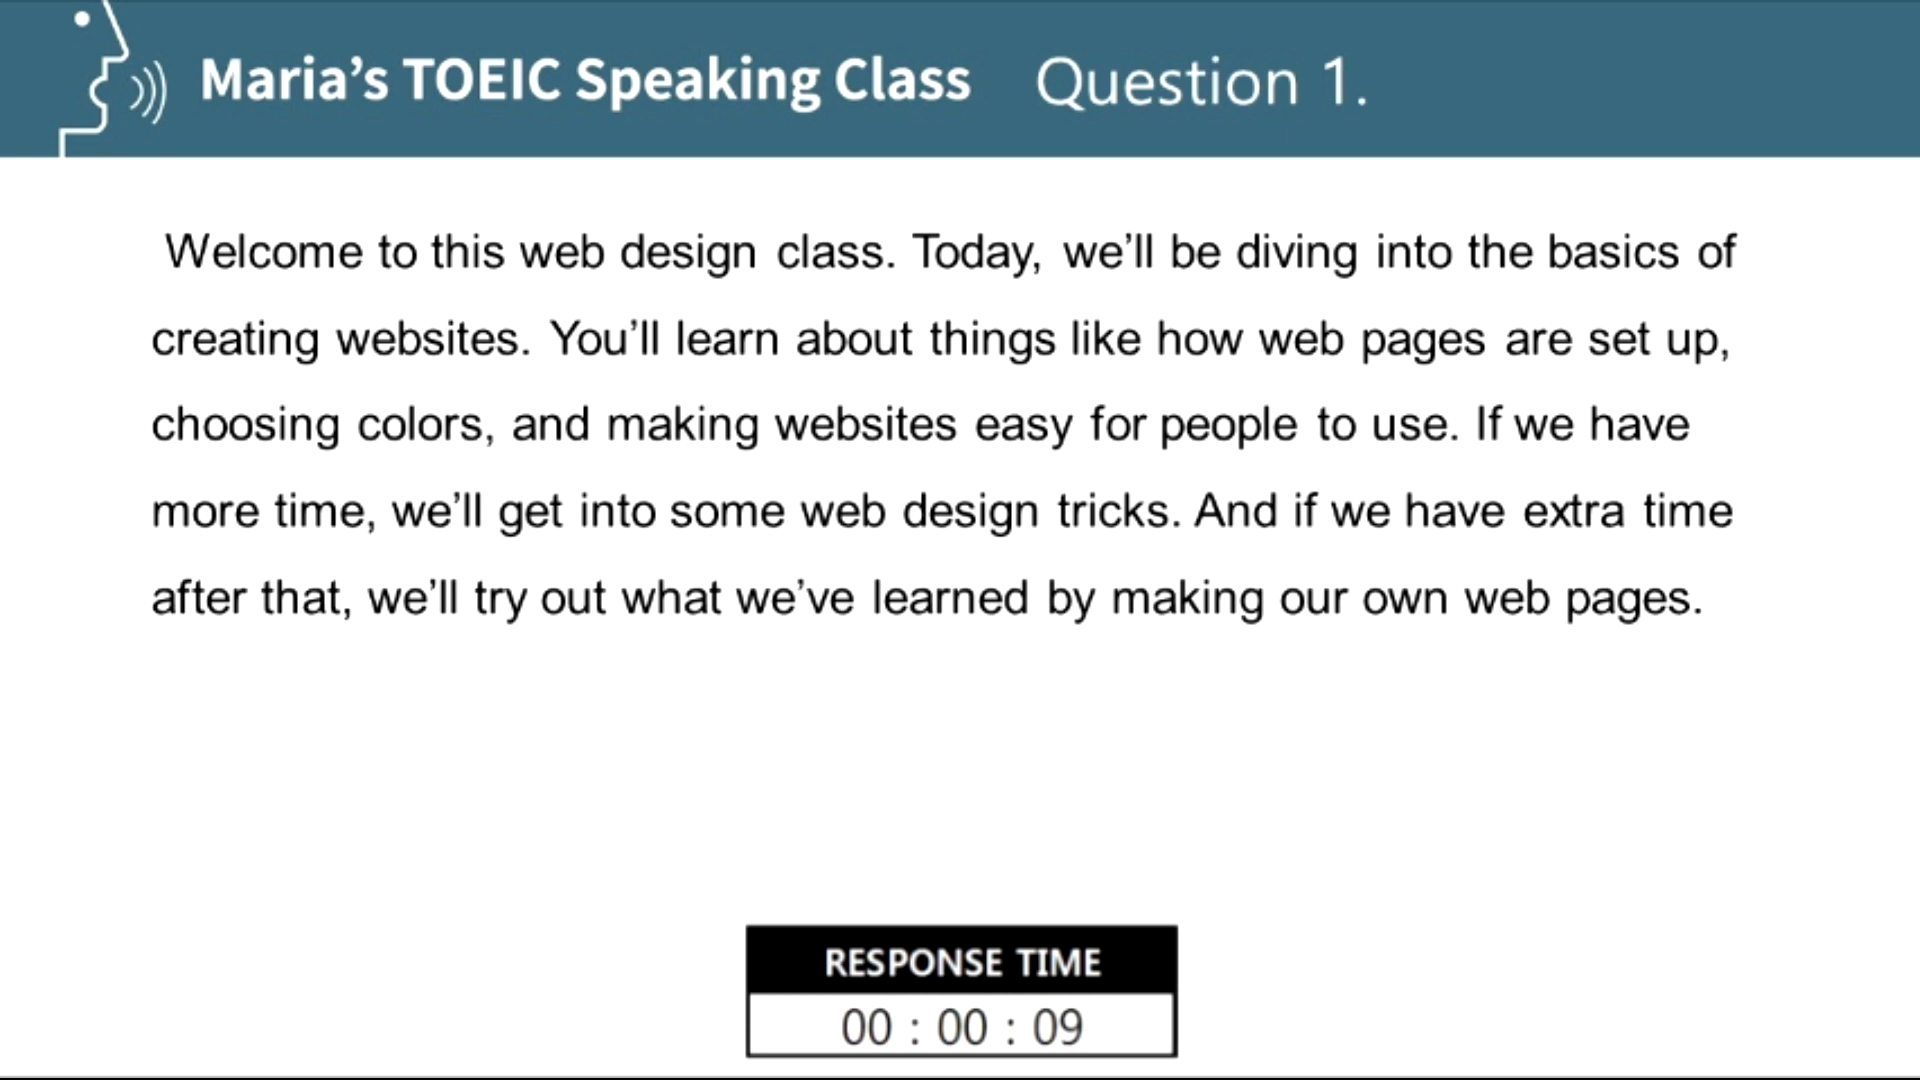 Maria’s TOEIC Speaking Class Question 1.
Welcome to this web design class. Today, we’ll be diving into the basics of
creating websites. You’ll learn about things like how web pages are set up,
choosing colors, and making websites easy for people to use. If we have
more time, we’ll get into some web design tricks. And if we have extra time
after that, we’ll try out what we’ve learned by making our own web pages.
RESPONSE TIME
00 : 00 : 09